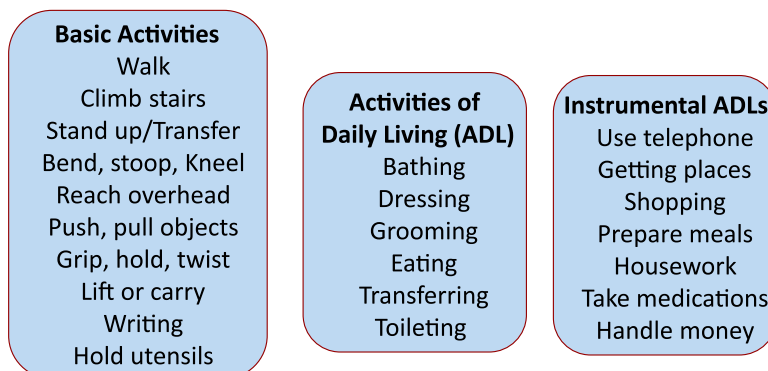 Basic Activities
Walk
Climb stairs
Stand up/Transfer
Bend, stoop, Kneel
Reach overhead
Push, pull objects
Grip, hold, twist
Lift or carry
Writing
Hold utensils
Activities of
Daily Living (ADL)
Bathing
Dressing
Grooming
Eating
Transferring
Toileting
Instrumental ADLs
Use telephone
Getting places
Shopping
Prepare meals
Housework
Take medications
Handle money